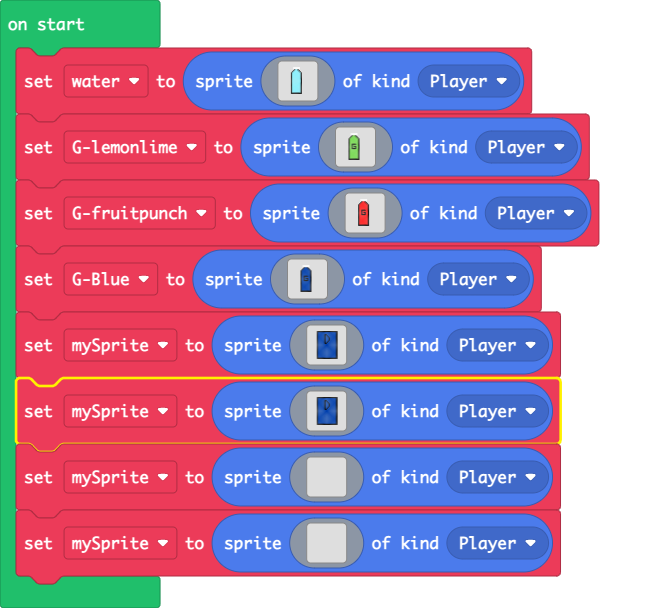 on start
set water to sprite of kind Player
set G-lemonlime to sprite G of kind Player
set G-fruitpunch to sprite G of kind Player
set G-Blue to sprite G of kind Player
set mySprite to sprite of kind Player
set mySprite to sprite of kind Player
set mySprite to sprite of kind Player
set mySprite to sprite of kind Player